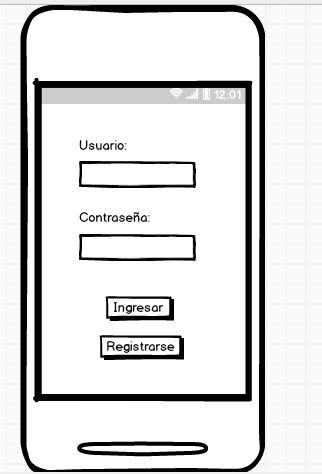 12:01
Usuario:
Contraseña:
Ingresar
Registrarse